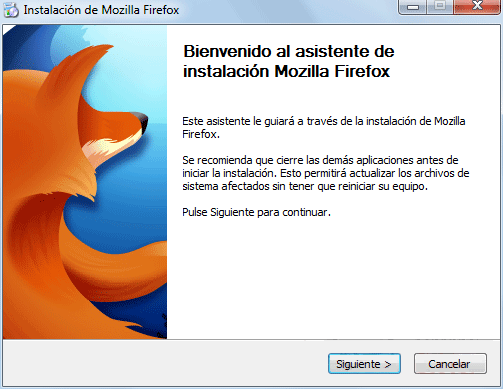 Instalación de Mozilla Firefox
Bienvenido al asistente de
instalación Mozilla Firefox
Este asistente le guiará a través de la instalación de Mozilla
Firefox.
Se recomienda que cierre las demás aplicaciones antes de
iniciar la instalación. Esto permitirá actualizar los archivos de
sistema afectados sin tener que reiniciar su equipo.
Pulse Siguiente para continuar.
Siguiente >
Cancelar